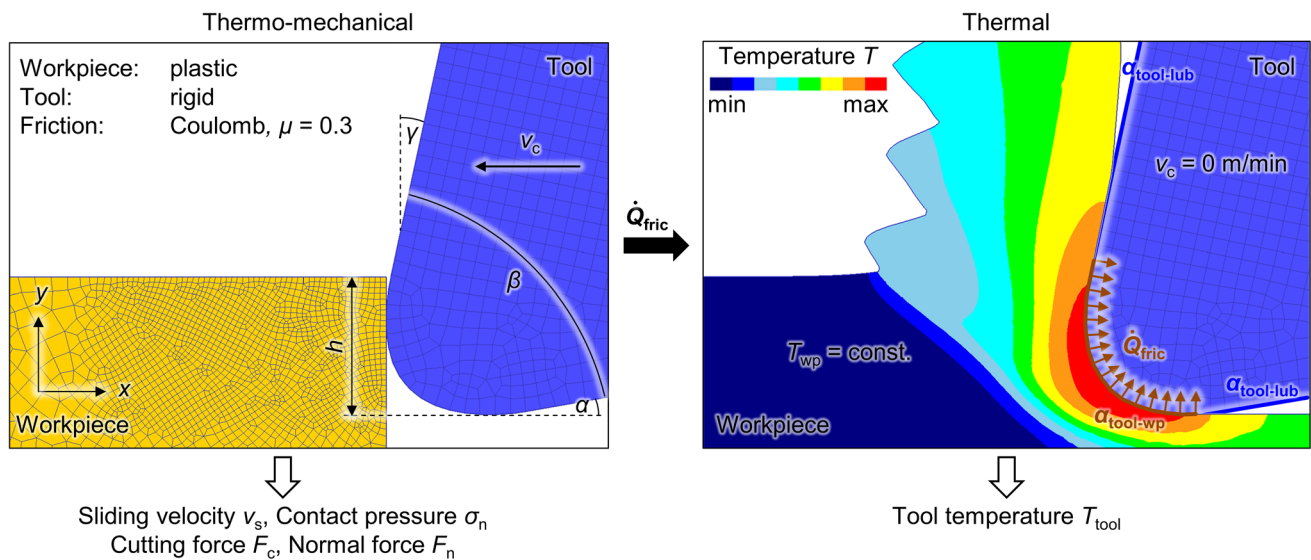 Thermo-mechanical
Workpiece: plastic
Tool: rigid
Friction: Coulomb, μ = 0.3
Tool
γ
v_c
β
y
x
h
α
Workpiece
Sliding velocity v_s, Contact pressure σ_n
Cutting force F_c, Normal force F_n
Q̇_fric
Thermal
Temperature T
min max
α_tool-lub
Tool
v_c = 0 m/min
T_wp = const.
Q̇_fric
α_tool-lub
α_tool-wp
Workpiece
Tool temperature T_tool